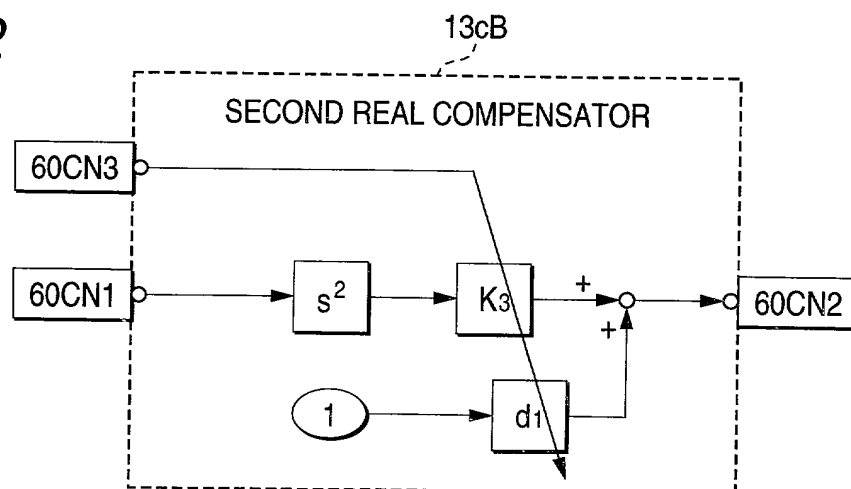 13cB
SECOND REAL COMPENSATOR
60CN3
60CN1
s²
K₃
+
+
60CN2
1
d₁